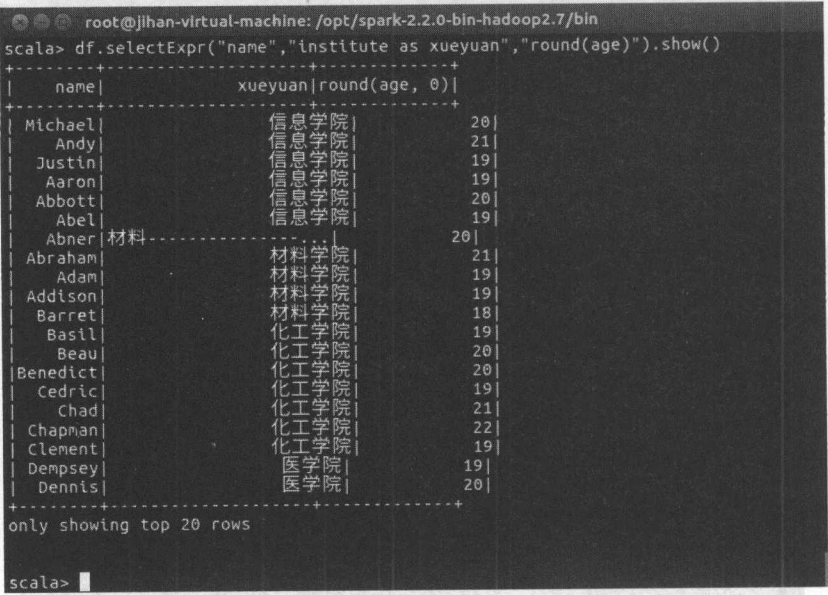 root@jihan-virtual-machine: /opt/spark-2.2.0-bin-hadoop2.7/bin
scala> df.selectExpr("name","institute as xueyuan","round(age)").show()
+---------+--------------------+-------------+
|     name|             xueyuan|round(age, 0)|
+---------+--------------------+-------------+
|  Michael|                信息学院|           20|
|     Andy|                信息学院|           21|
|   Justin|                信息学院|           19|
|    Aaron|                信息学院|           19|
|   Abbott|                信息学院|           20|
|     Abel|                信息学院|           19|
|    Abner|材料---------------...|           20|
|  Abraham|                材料学院|           21|
|     Adam|                材料学院|           19|
|  Addison|                材料学院|           19|
|   Barret|                材料学院|           18|
|    Basil|                化工学院|           19|
|     Beau|                化工学院|           20|
| Benedict|                化工学院|           20|
|   Cedric|                化工学院|           19|
|     Chad|                化工学院|           21|
|  Chapman|                化工学院|           22|
|  Clement|                化工学院|           19|
|  Dempsey|                 医学院|           19|
|   Dennis|                 医学院|           20|
+---------+--------------------+-------------+
only showing top 20 rows
scala>